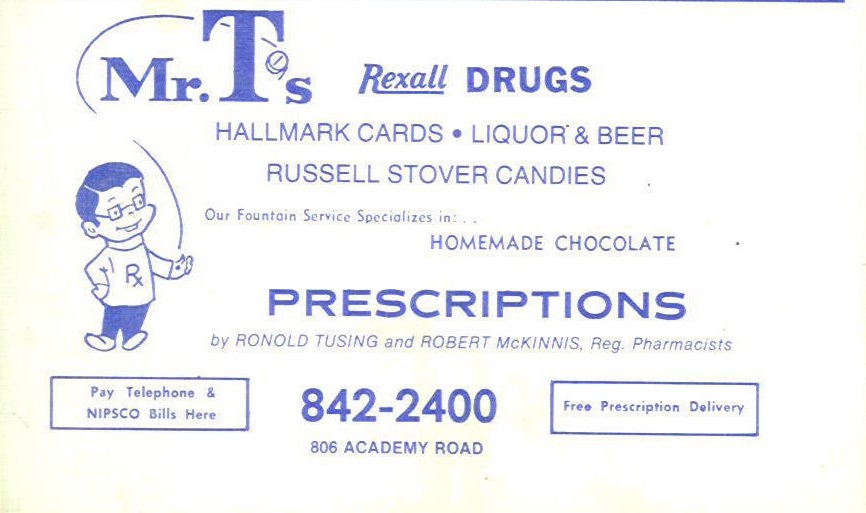 Mr. T's Rexall DRUGS
HALLMARK CARDS • LIQUOR & BEER
RUSSELL STOVER CANDIES
Our Fountain Service Specializes in: . .
HOMEMADE CHOCOLATE
Rx
PRESCRIPTIONS
by RONOLD TUSING and ROBERT McKINNIS, Reg. Pharmacists
Pay Telephone &
NIPSCO Bills Here
842-2400
Free Prescription Delivery
806 ACADEMY ROAD